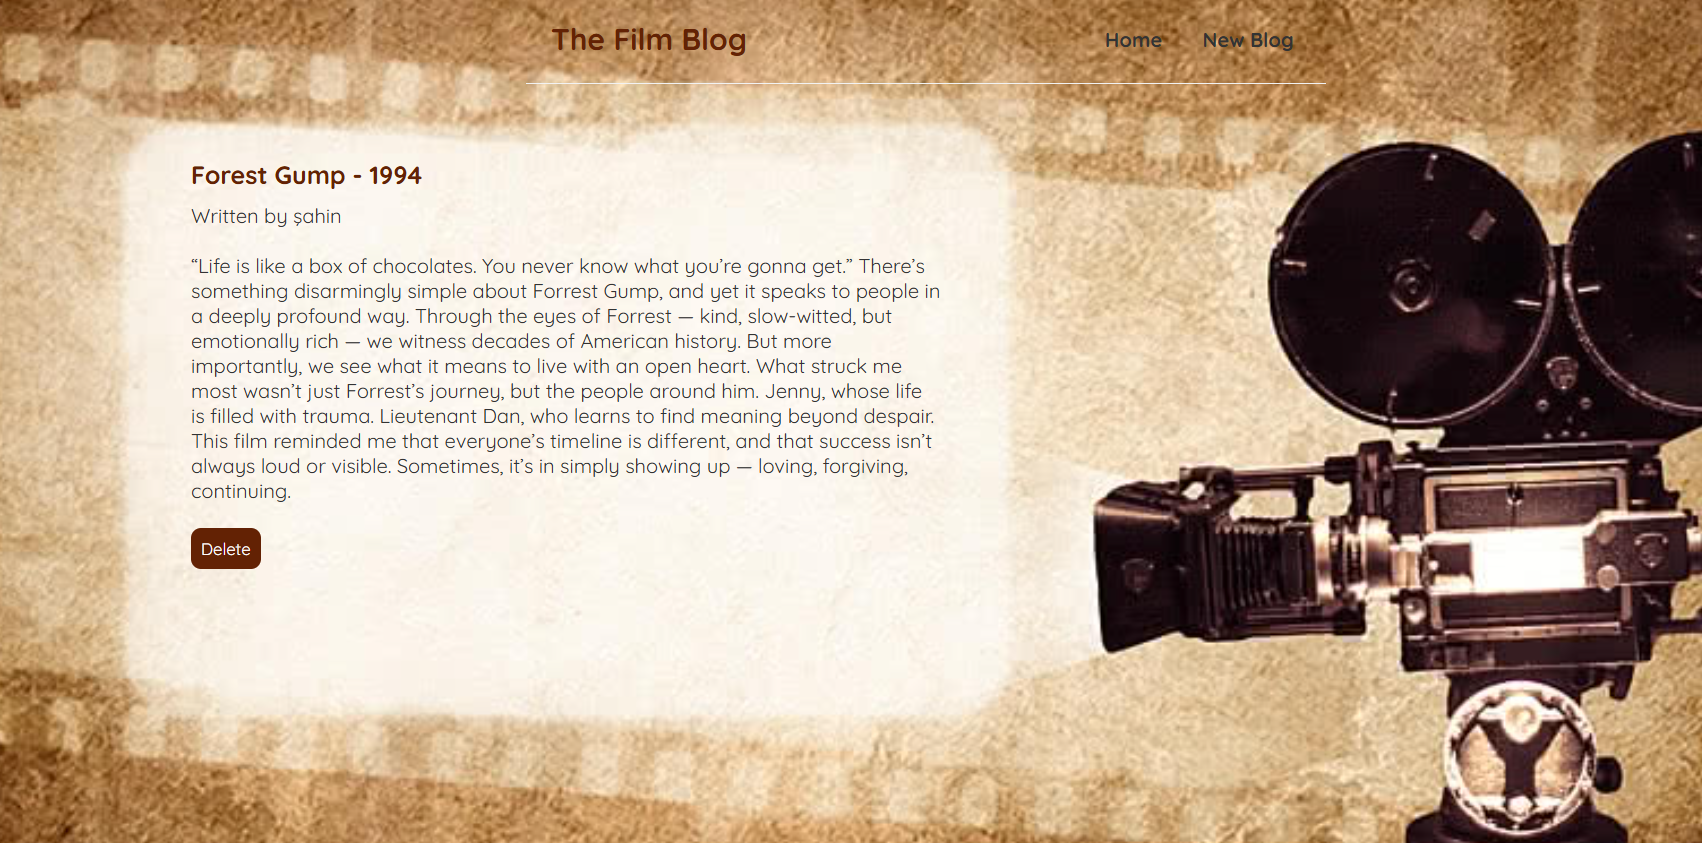 The Film Blog
Home New Blog
Forest Gump - 1994
Written by şahin
“Life is like a box of chocolates. You never know what you’re gonna get.” There’s
something disarmingly simple about Forrest Gump, and yet it speaks to people in
a deeply profound way. Through the eyes of Forrest — kind, slow-witted, but
emotionally rich — we witness decades of American history. But more
importantly, we see what it means to live with an open heart. What struck me
most wasn’t just Forrest’s journey, but the people around him. Jenny, whose life
is filled with trauma. Lieutenant Dan, who learns to find meaning beyond despair.
This film reminded me that everyone’s timeline is different, and that success isn’t
always loud or visible. Sometimes, it’s in simply showing up — loving, forgiving,
continuing.
Delete